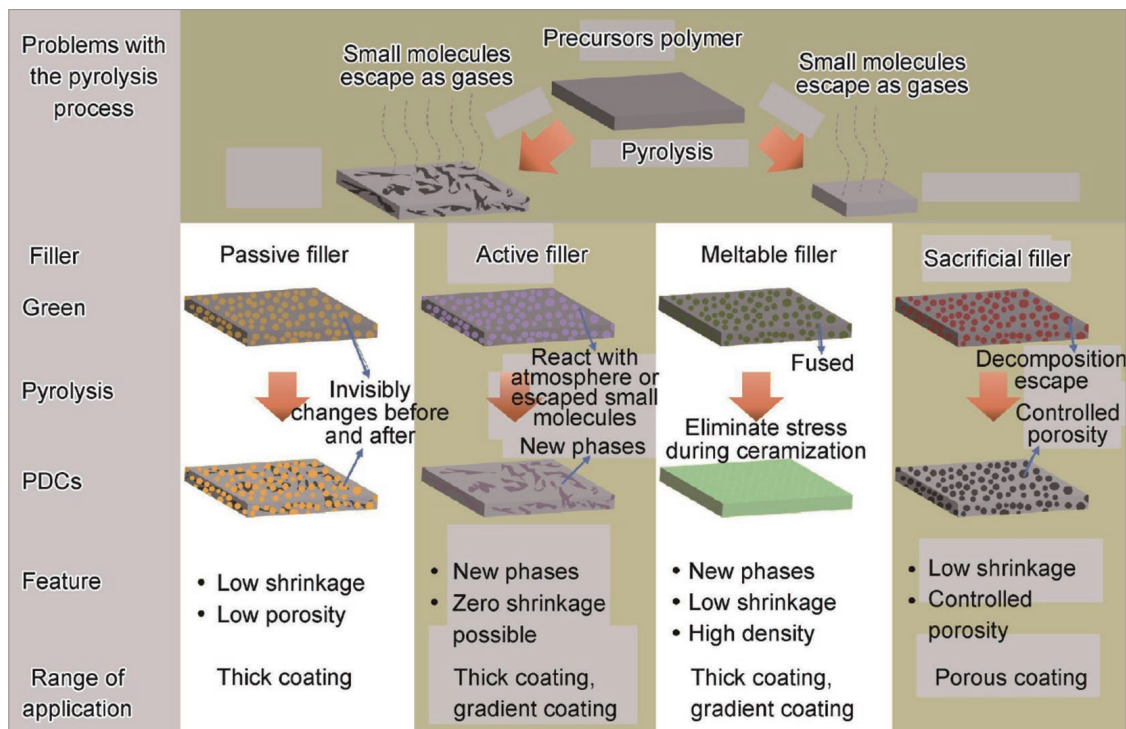 Problems with
the pyrolysis
process
Small molecules
escape as gases
Precursors polymer
Small molecules
escape as gases
Pyrolysis
Filler
Passive filler
Active filler
Meltable filler
Sacrificial filler
Green
Fused
Decomposition
escape
Pyrolysis
Invisibly
changes before
and after
React with
atmosphere or
escaped small
molecules
New phases
Eliminate stress
during ceramization
Controlled
porosity
PDCs
Feature
• Low shrinkage
• Low porosity
• New phases
• Zero shrinkage
possible
• New phases
• Low shrinkage
• High density
• Low shrinkage
• Controlled
porosity
Range of
application
Thick coating
Thick coating,
gradient coating
Thick coating,
gradient coating
Porous coating